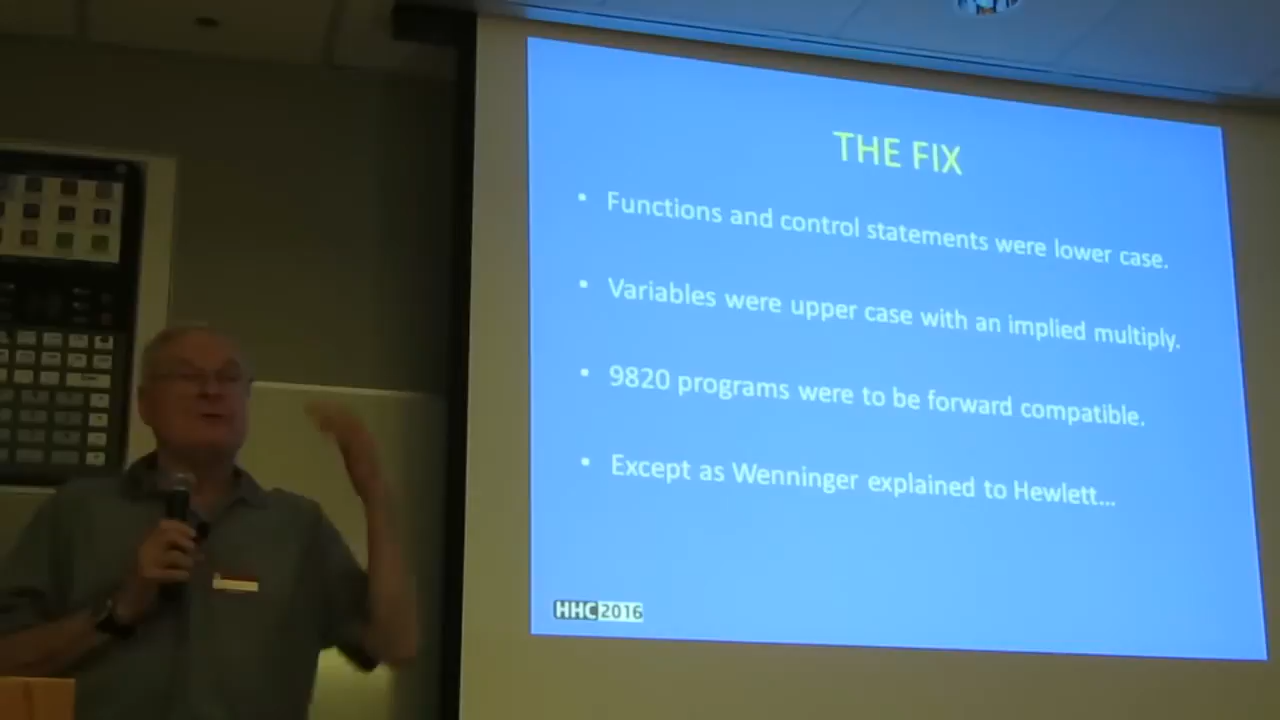 THE FIX
• Functions and control statements were lower case.
• Variables were upper case with an implied multiply.
• 9820 programs were to be forward compatible.
• Except as Wenninger explained to Hewlett...
HHC 2016